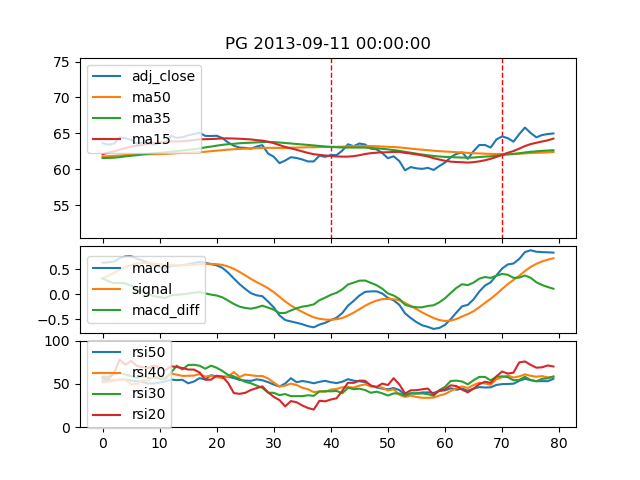 PG 2013-09-11 00:00:00
75
70
65
60
55
adj_close
ma50
ma35
ma15
0.5
0.0
−0.5
macd
signal
macd_diff
100
50
0
rsi50
rsi40
rsi30
rsi20
0 10 20 30 40 50 60 70 80